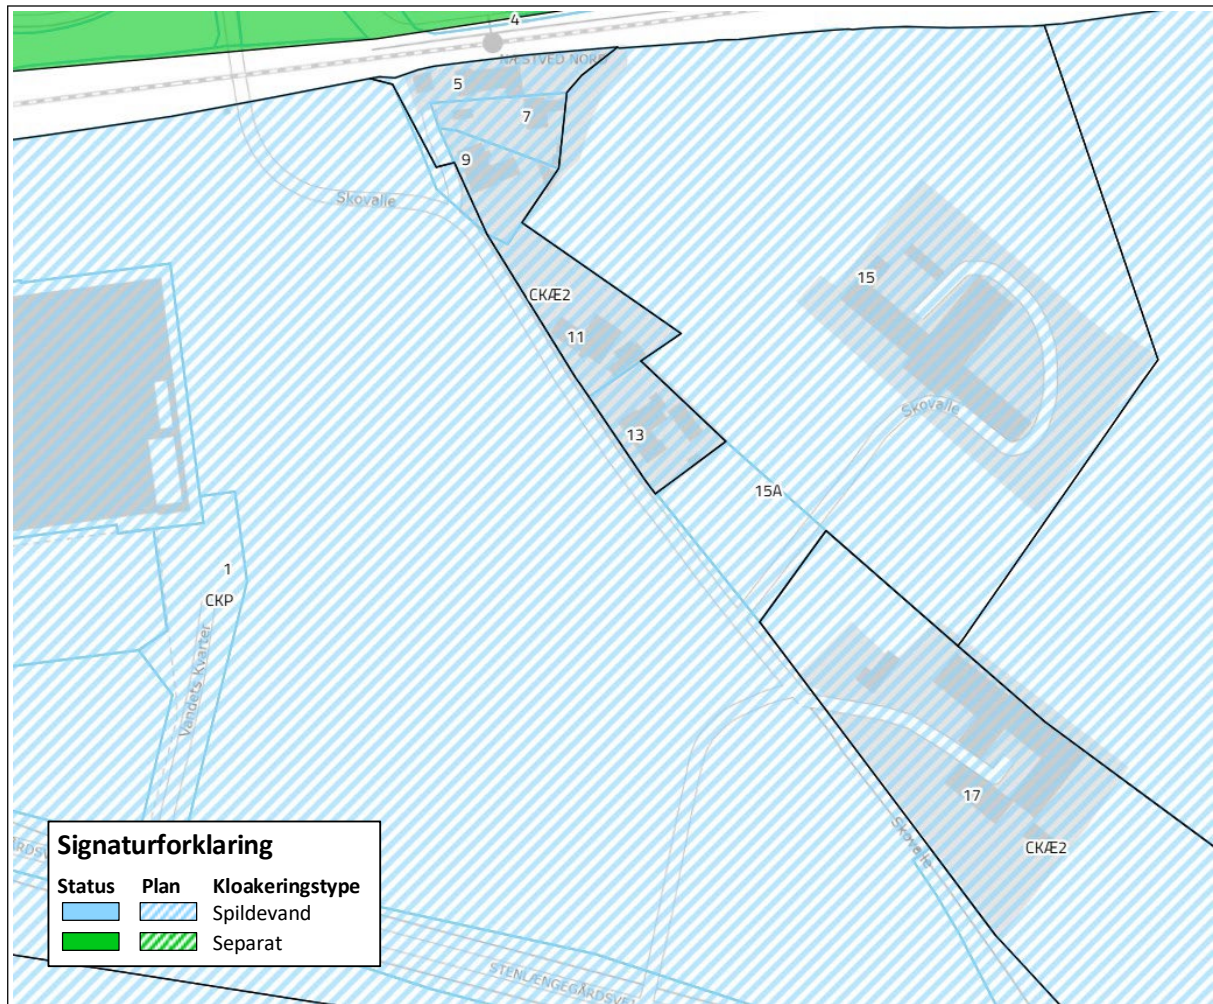 4
NÆSTVED NORD
5
7
9
Skovalle
15
CKÆ2
11
Skovalle
13
15A
1
CKP
Vandets Kvarter
17
Skovalle
CKÆ2
Signaturforklaring
Status Plan Kloakeringstype
Spildevand
Separat
STENLÆNGEGÅRDSVEJ